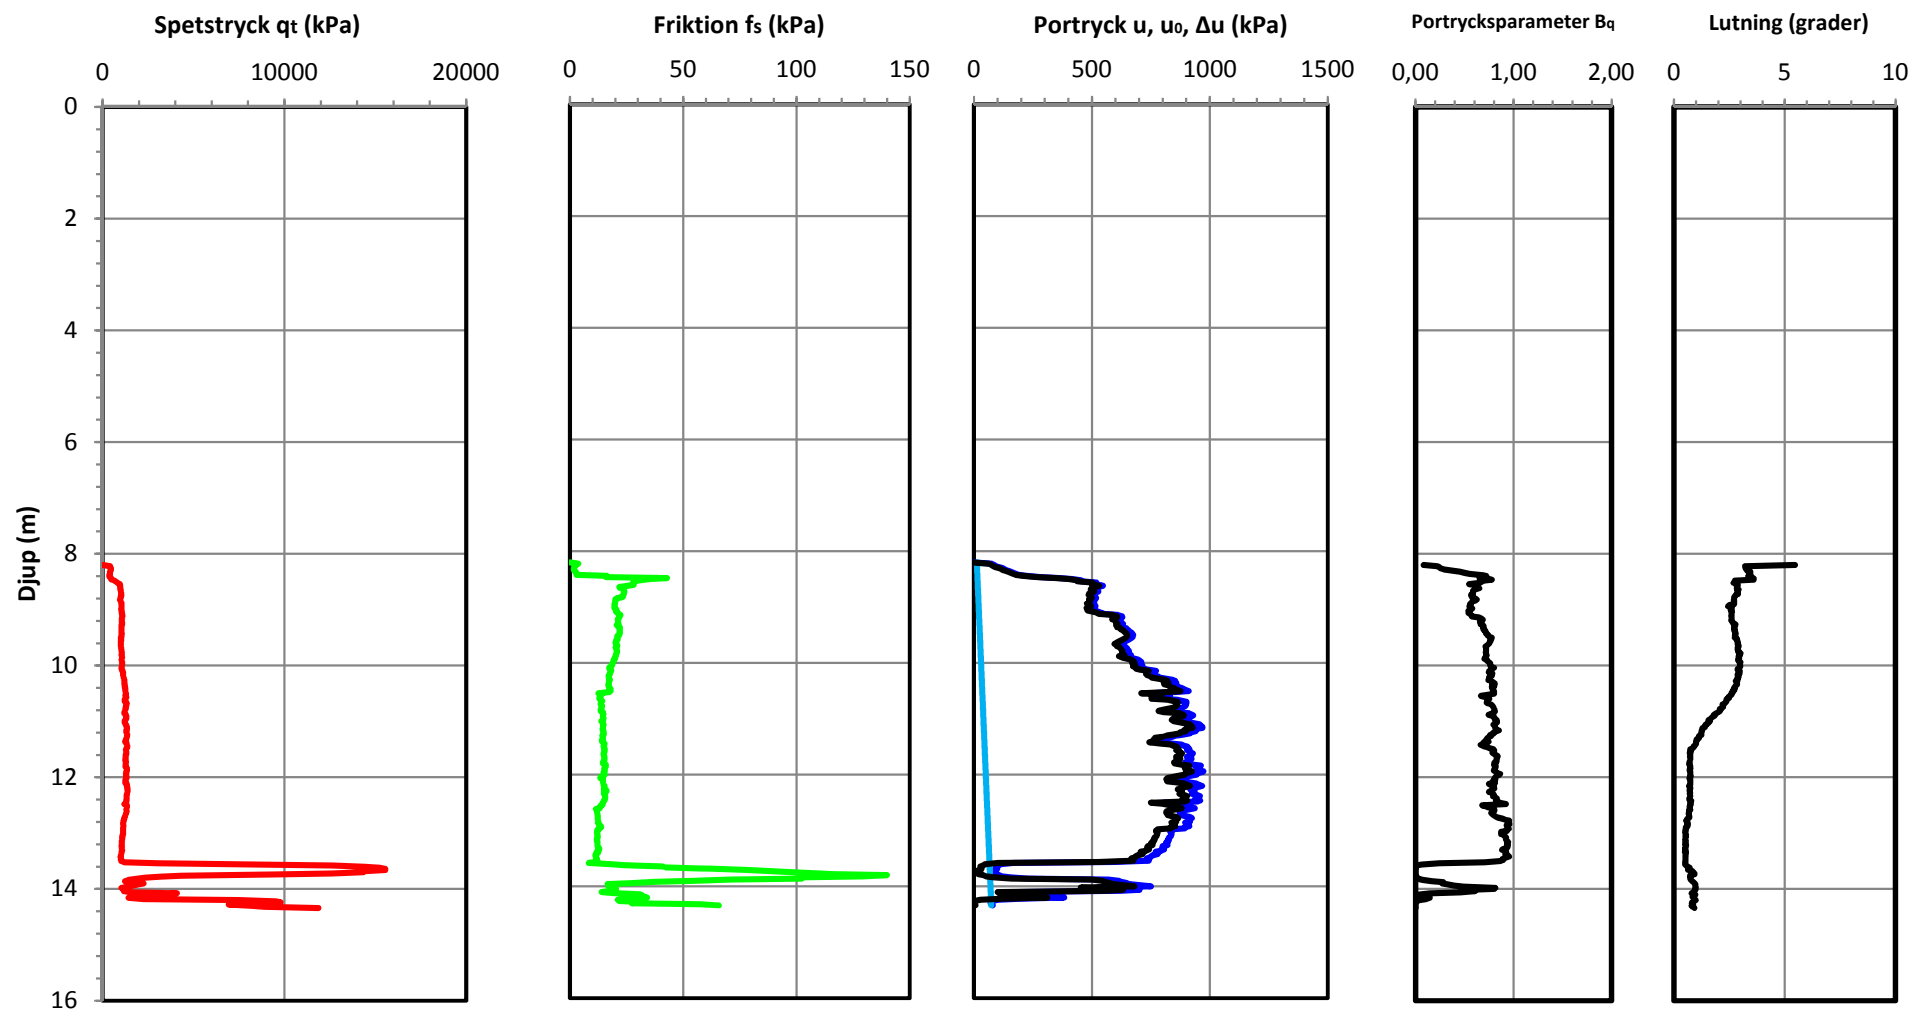 Spetstryck qt (kPa)
Friktion fs (kPa)
Portryck u, u₀, Δu (kPa)
Portrycksparameter Bq
Lutning (grader)
0 10000 20000
0 50 100 150
0 500 1000 1500
0,00 1,00 2,00
0 5 10
Djup (m)
0
2
4
6
8
10
12
14
16